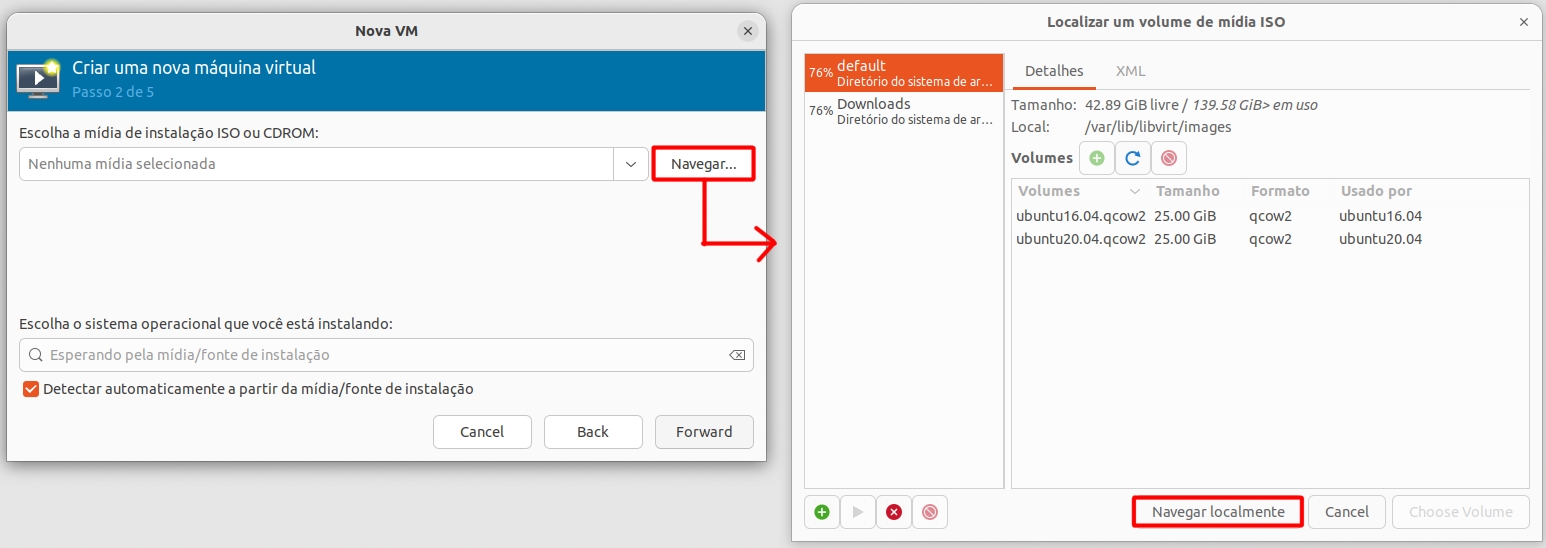 Nova VM
Criar uma nova máquina virtual
Passo 2 de 5
Escolha a mídia de instalação ISO ou CDROM:
Nenhuma mídia selecionada
Navegar...
Escolha o sistema operacional que você está instalando:
Esperando pela mídia/fonte de instalação
Detectar automaticamente a partir da mídia/fonte de instalação
Cancel Back Forward
Localizar um volume de mídia ISO
76% default
Diretório do sistema de ar...
76% Downloads
Diretório do sistema de ar...
Detalhes XML
Tamanho: 42.89 GiB livre / 139.58 GiB> em uso
Local: /var/lib/libvirt/images
Volumes
Volumes Tamanho Formato Usado por
ubuntu16.04.qcow2 25.00 GiB qcow2 ubuntu16.04
ubuntu20.04.qcow2 25.00 GiB qcow2 ubuntu20.04
Navegar localmente Cancel Choose Volume